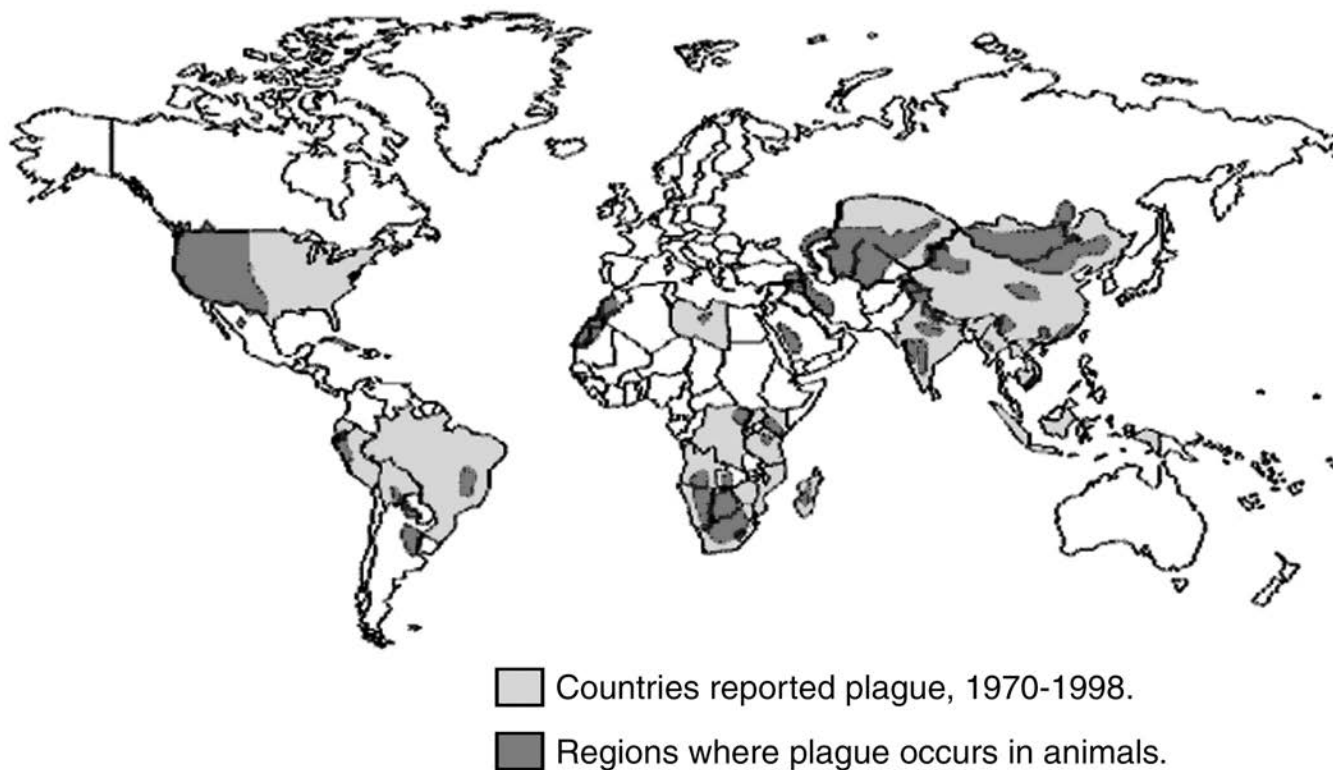 Countries reported plague, 1970-1998.
Regions where plague occurs in animals.